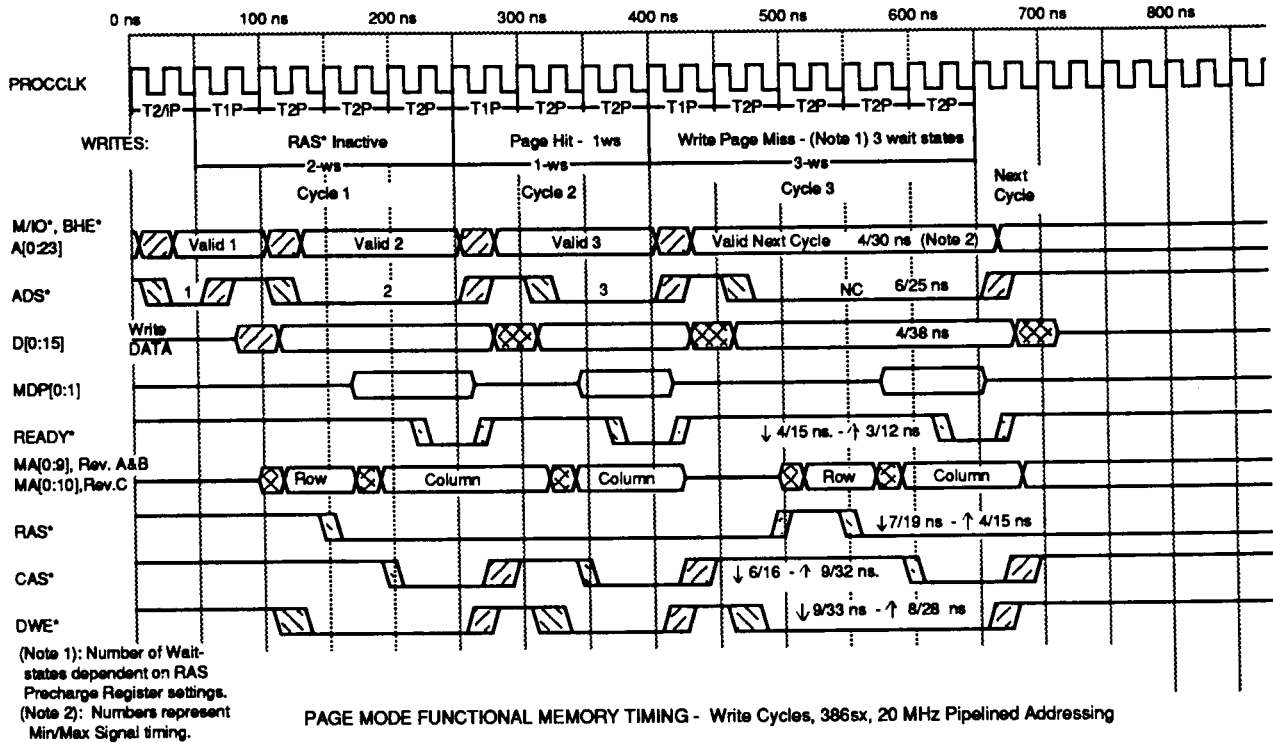 0 ns 100 ns 200 ns 300 ns 400 ns 500 ns 600 ns 700 ns 800 ns
PROCCLK
T2/iP T1P T2P T2P T2P T1P T2P T2P T1P T2P T2P T2P T2P
WRITES: RAS* Inactive Page Hit - 1ws Write Page Miss - (Note 1) 3 wait states
2-ws 1-ws 3-ws
Cycle 1 Cycle 2 Cycle 3 Next Cycle
M/IO*, BHE*
A[0:23] Valid 1 Valid 2 Valid 3 Valid Next Cycle 4/30 ns (Note 2)
ADS* 1 2 3 NC 6/25 ns
D[0:15] Write DATA 4/38 ns
MDP[0:1]
READY* ↓ 4/15 ns. - ↑ 3/12 ns
MA[0:9], Rev. A&B
MA[0:10],Rev.C Row Column Column Row Column
RAS* ↓7/19 ns - ↑ 4/15 ns
CAS* ↓ 6/16 - ↑ 9/32 ns.
DWE* ↓ 9/33 ns - ↑ 8/28 ns
(Note 1): Number of Wait-
states dependent on RAS
Precharge Register settings.
(Note 2): Numbers represent
Min/Max Signal timing.
PAGE MODE FUNCTIONAL MEMORY TIMING - Write Cycles, 386sx, 20 MHz Pipelined Addressing